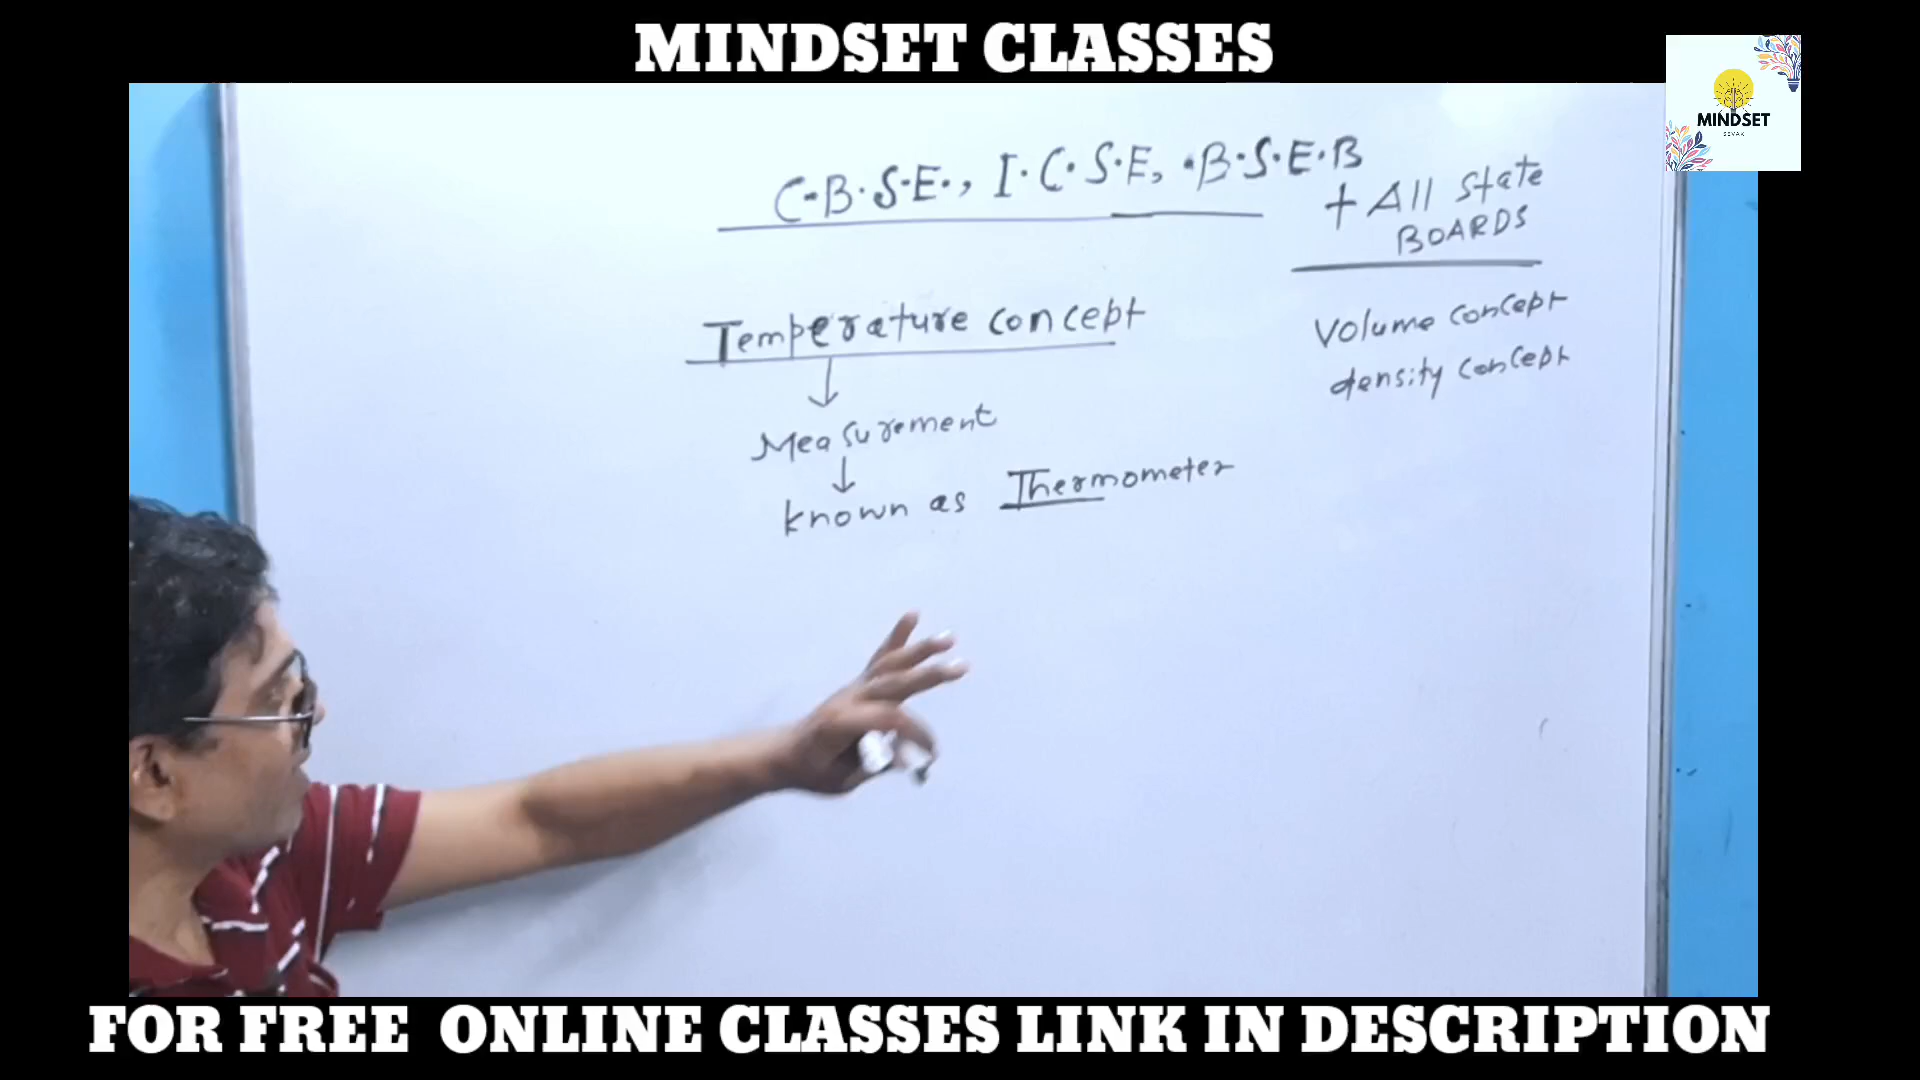 MINDSET CLASSES
MINDSET
SEVAK
C.B.S.E., I.C.S.E, .B.S.E.B
+ All State
BOARDS
Temperature concept
Volume concept
density concept
Measurement
known as Thermometer
FOR FREE ONLINE CLASSES LINK IN DESCRIPTION